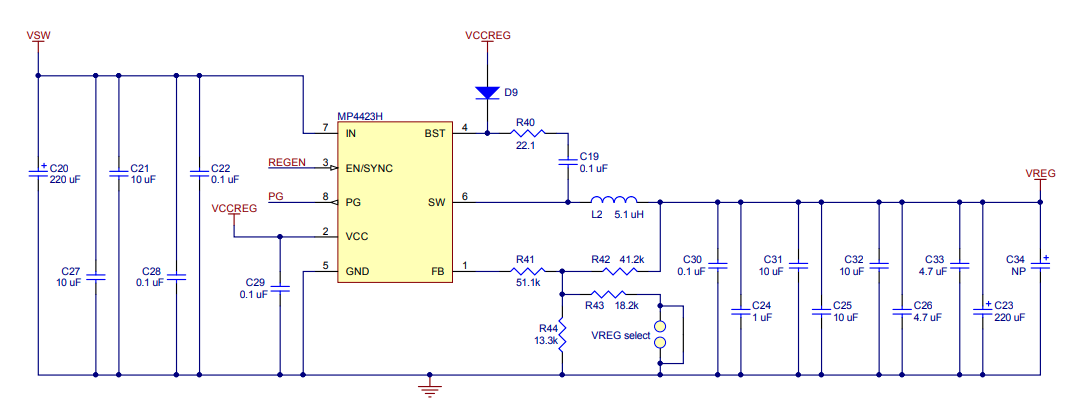 VSW
VCCREG
D9
MP4423H
7 IN
BST 4
R40
22.1
C19
0.1 uF
REGEN
3 EN/SYNC
C20
220 uF
C21
10 uF
C22
0.1 uF
VREG
PG
8 PG
SW 6
L2 5.1 uH
VCCREG
2 VCC
5 GND
FB 1
R41
51.1k
R42 41.2k
C27
10 uF
C28
0.1 uF
C29
0.1 uF
R43 18.2k
R44
13.3k
VREG select
C30
0.1 uF
C31
10 uF
C32
10 uF
C33
4.7 uF
C34
NP
C24
1 uF
C25
10 uF
C26
4.7 uF
C23
220 uF